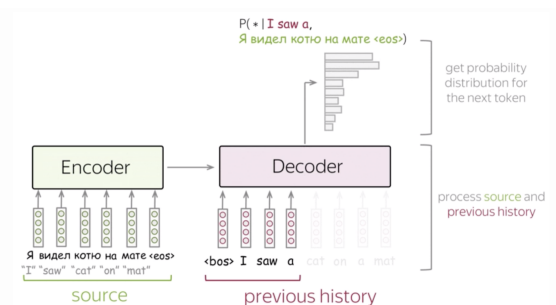 P( * | I saw a,
Я видел котю на мате <eos>)
get probability
distribution for
the next token
Encoder
Decoder
process source and
previous history
Я видел котю на мате <eos>
"I" "saw" "cat" "on" "mat"
<bos> I saw a cat on a mat
source
previous history